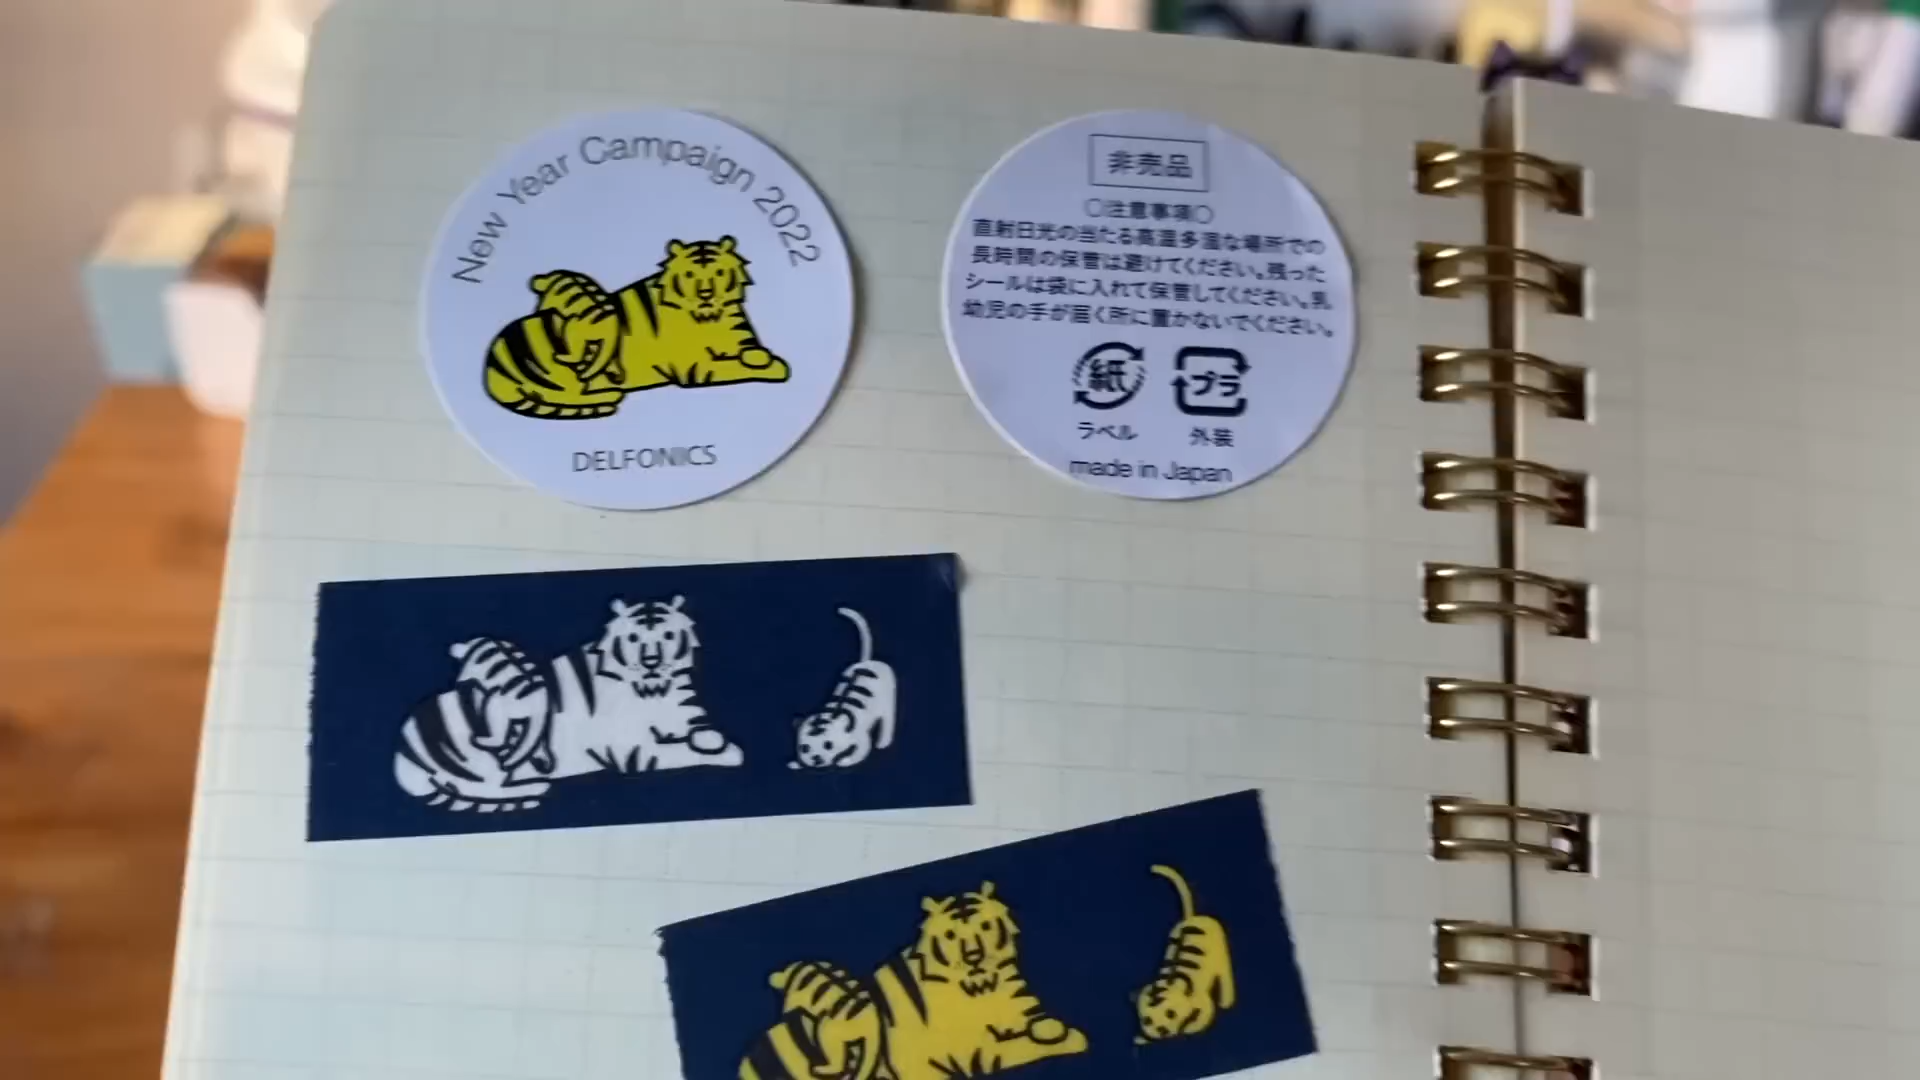 New Year Campaign 2022
DELFONICS
非売品
○注意事項○
直射日光の当たる高温多湿な場所での
長時間の保管は避けてください。残った
シールは袋に入れて保管してください。乳
幼児の手が届く所に置かないでください。
紙
プラ
ラベル
外装
made in Japan